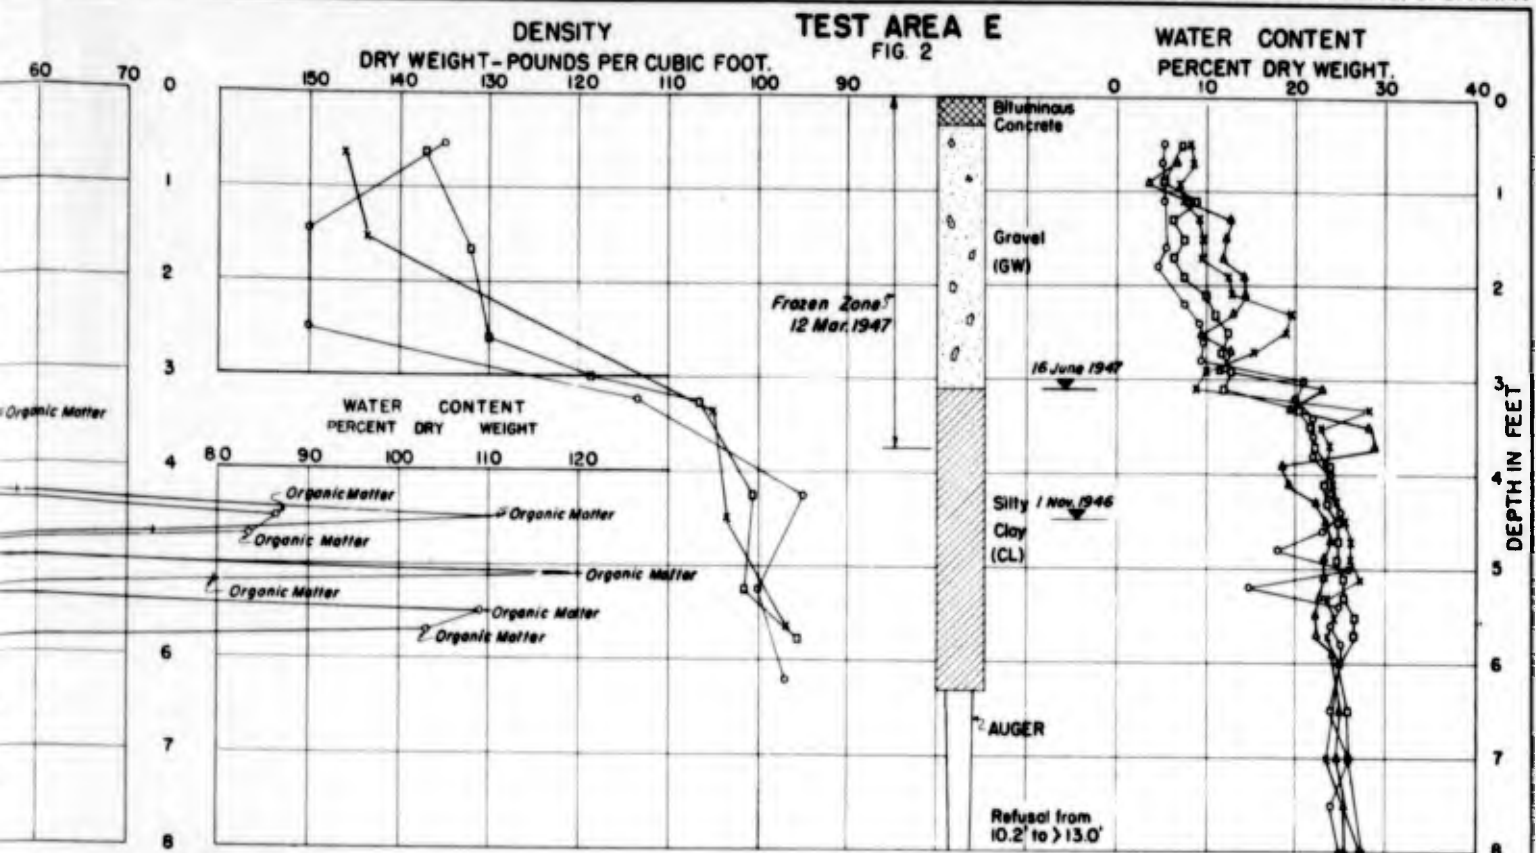 TEST AREA E
FIG. 2
DENSITY
DRY WEIGHT-POUNDS PER CUBIC FOOT.
WATER CONTENT
PERCENT DRY WEIGHT.
60 70
0 150 140 130 120 110 100 90
0 10 20 30 40 0
Bituminous
Concrete
1
1
Gravel
(GW)
2
2
Frozen Zone
12 Mar. 1947
3
16 June 1947
3
Organic Matter
WATER CONTENT
PERCENT DRY WEIGHT
4
80 90 100 110 120
4
Organic Matter
Organic Matter
Organic Matter
Silty
1 Nov. 1946
Clay
(CL)
DEPTH IN FEET
5
Organic Matter
Organic Matter
Organic Matter
Organic Matter
6
6
AUGER
7
7
Refusal from
10.2' to >13.0'
8
8